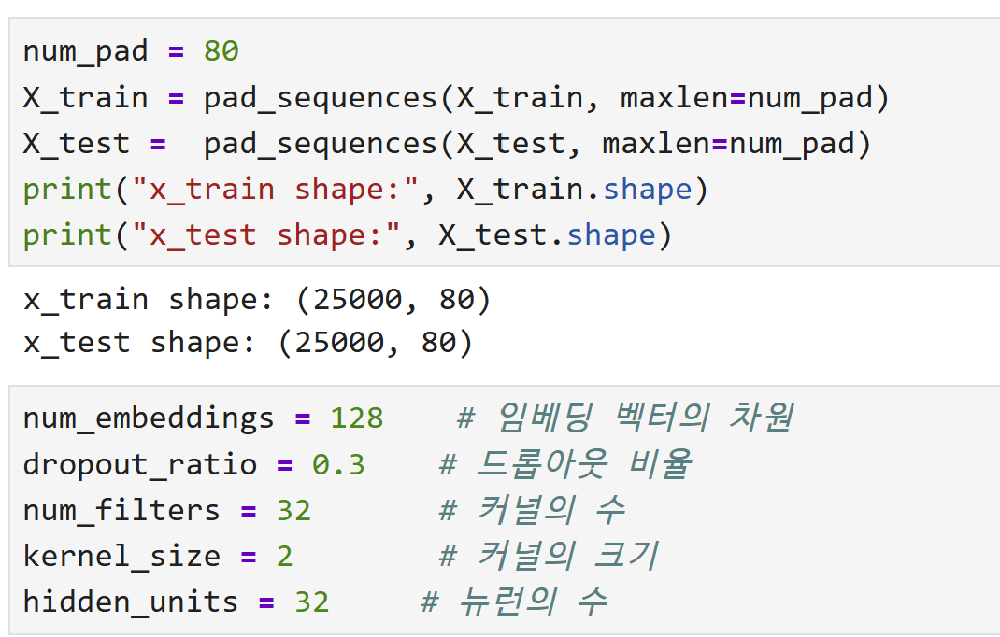 num_pad = 80
X_train = pad_sequences(X_train, maxlen=num_pad)
X_test =  pad_sequences(X_test, maxlen=num_pad)
print("x_train shape:", X_train.shape)
print("x_test shape:", X_test.shape)
x_train shape: (25000, 80)
x_test shape: (25000, 80)
num_embeddings = 128    # 임베딩 벡터의 차원
dropout_ratio = 0.3    # 드롭아웃 비율
num_filters = 32       # 커널의 수
kernel_size = 2        # 커널의 크기
hidden_units = 32     # 뉴런의 수